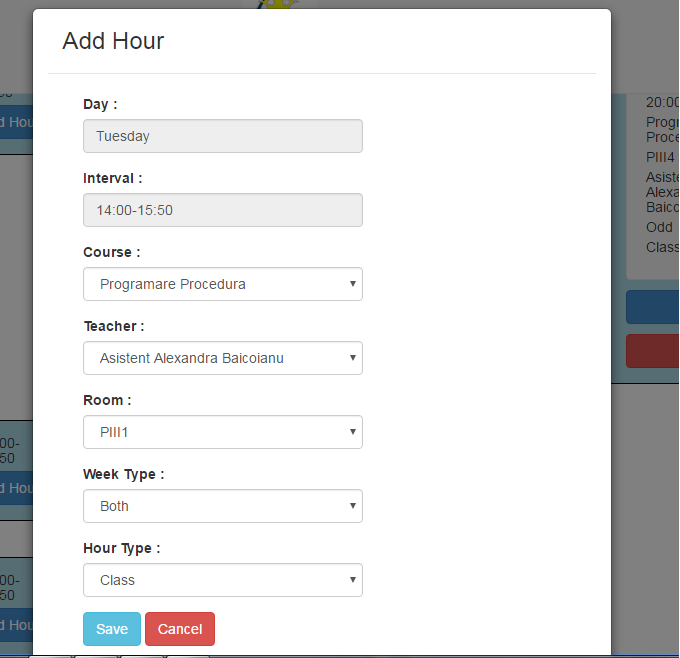 Add Hour
Day :
Tuesday
Interval :
14:00-15:50
Course :
Programare Procedura
Teacher :
Asistent Alexandra Baicoianu
Room :
PIII1
Week Type :
Both
Hour Type :
Class
Save Cancel
d Hou
00-
50
d Hou
00-
50
d Hou
20:00
Progr
Proce
PIII4
Asiste
Alexa
Baico
Odd
Class